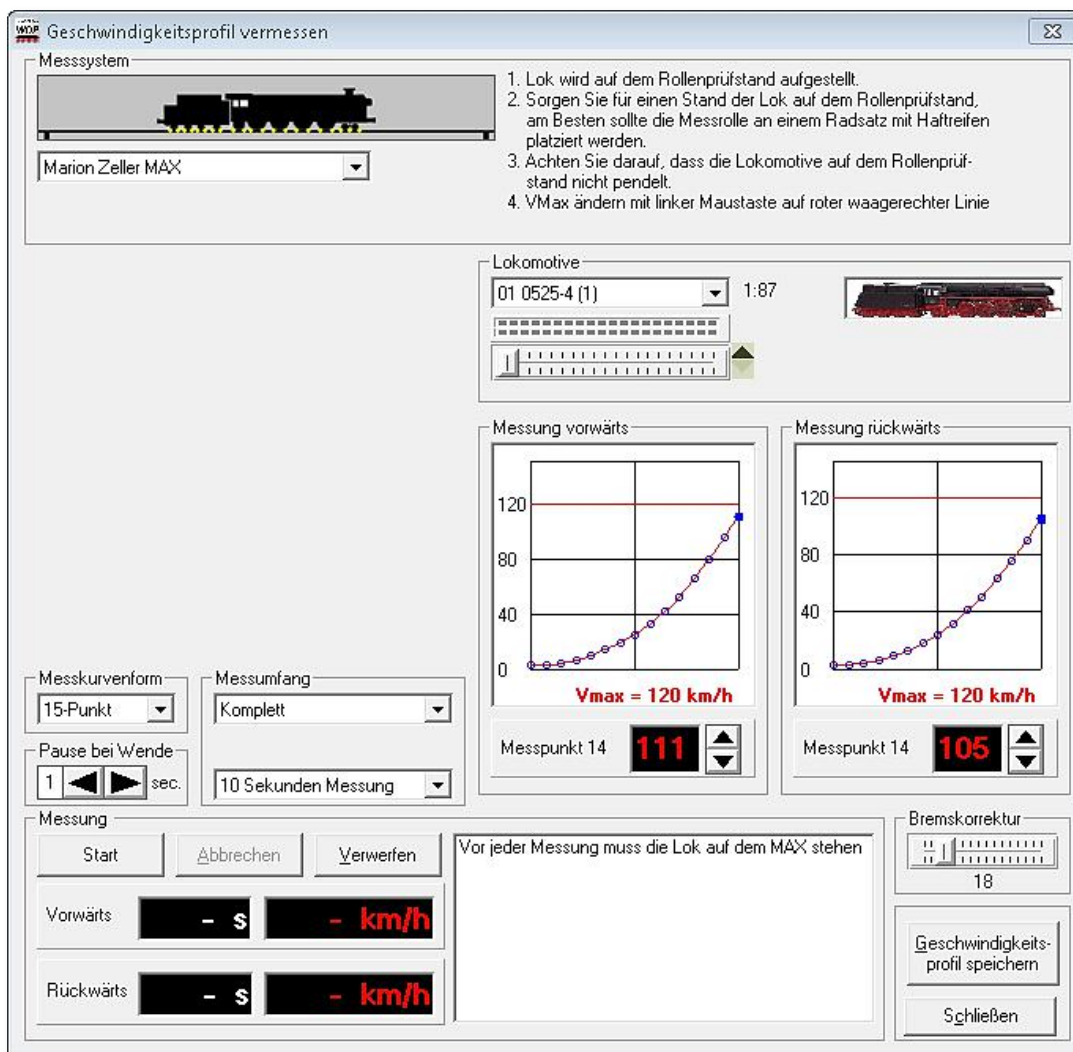 WDP
Geschwindigkeitsprofil vermessen
Messsystem
Marion Zeller MAX
1. Lok wird auf dem Rollenprüfstand aufgestellt.
2. Sorgen Sie für einen Stand der Lok auf dem Rollenprüfstand,
am Besten sollte die Messrolle an einem Radsatz mit Haftreifen
platziert werden.
3. Achten Sie darauf, dass die Lokomotive auf dem Rollenprüf-
stand nicht pendelt.
4. VMax ändern mit linker Maustaste auf roter waagerechter Linie
Lokomotive
01 0525-4 (1)
1:87
Messung vorwärts
120
80
40
0
Vmax = 120 km/h
Messpunkt 14
111
Messung rückwärts
120
80
40
0
Vmax = 120 km/h
Messpunkt 14
105
Messkurvenform
15-Punkt
Messumfang
Komplett
Pause bei Wende
1 sec.
10 Sekunden Messung
Messung
Start
Abbrechen
Verwerfen
Vorwärts
- s
- km/h
Rückwärts
- s
- km/h
Vor jeder Messung muss die Lok auf dem MAX stehen
Bremskorrektur
18
Geschwindigkeits-
profil speichern
Schließen